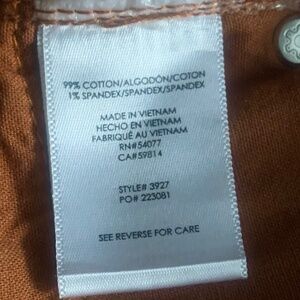 99% COTTON/ALGODÓN/COTON
1% SPANDEX/SPANDEX/SPANDEX
MADE IN VIETNAM
HECHO EN VIETNAM
FABRIQUÉ AU VIETNAM
RN#54077
CA#59814
STYLE# 3927
PO# 223081
SEE REVERSE FOR CARE